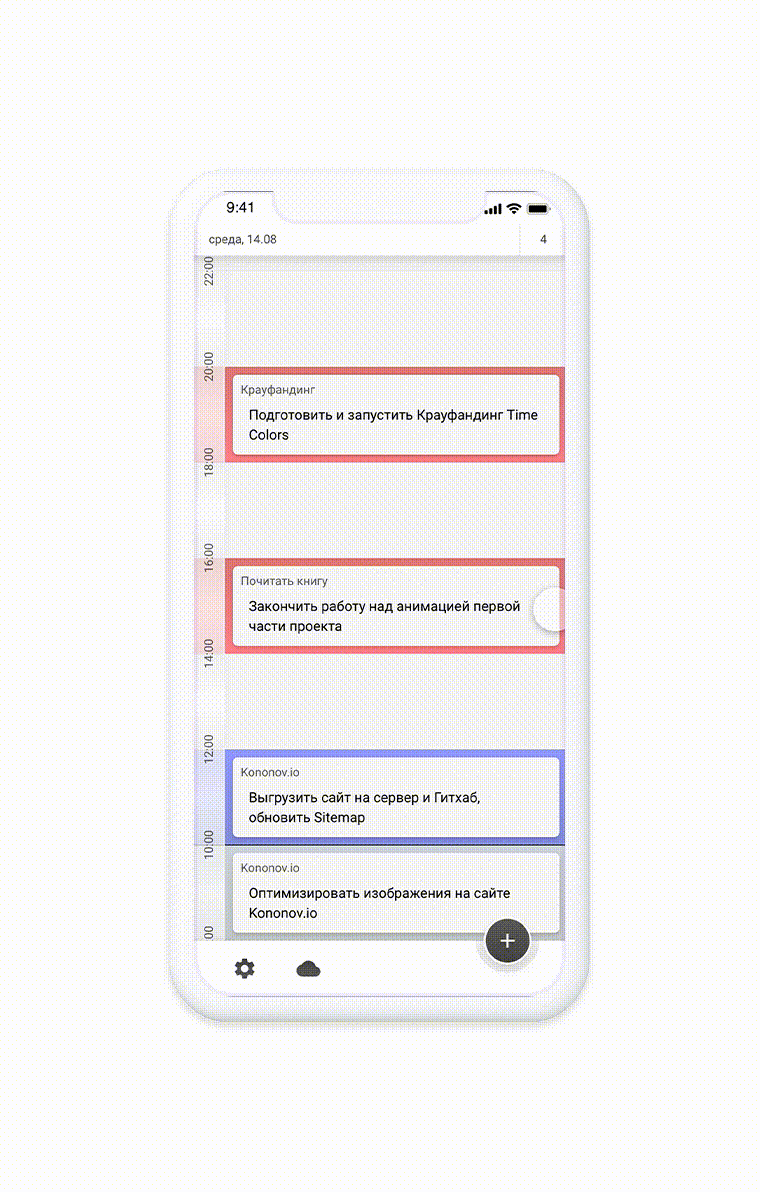 9:41
среда, 14.08
4
22:00
20:00
Крауфандинг
Подготовить и запустить Крауфандинг Time
Colors
18:00
16:00
Почитать книгу
Закончить работу над анимацией первой
части проекта
14:00
12:00
Kononov.io
Выгрузить сайт на сервер и Гитхаб,
обновить Sitemap
10:00
Kononov.io
Оптимизировать изображения на сайте
Kononov.io
:00
+